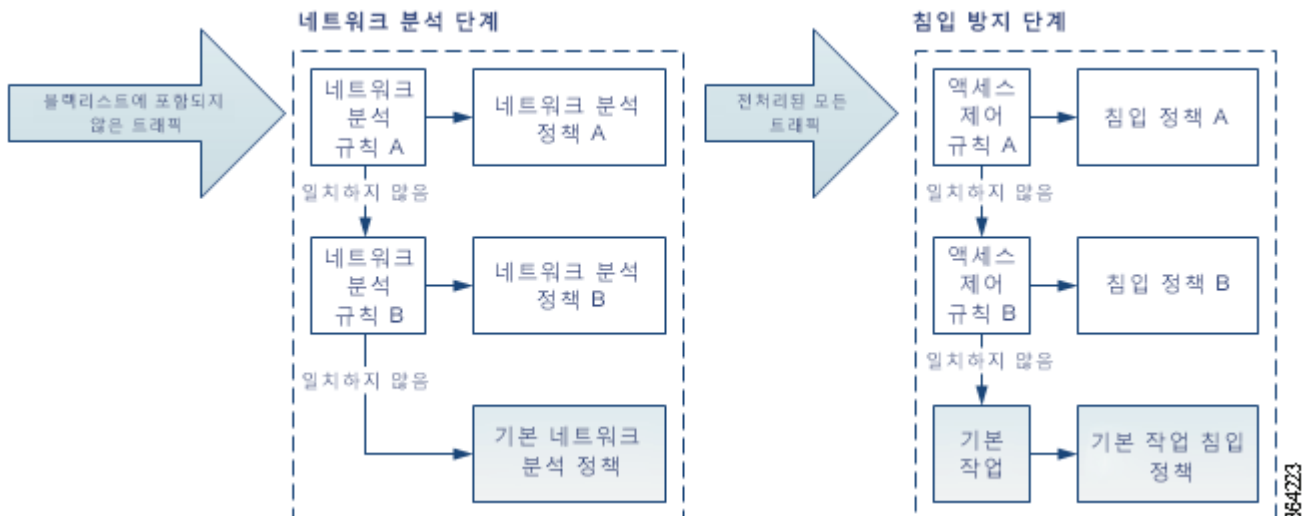 네트워크 분석 단계
블랙리스트에 포함되지
않은 트래픽
네트워크
분석
규칙 A
네트워크 분석
정책 A
일치하지 않음
네트워크
분석
규칙 B
네트워크 분석
정책 B
일치하지 않음
기본 네트워크
분석 정책
전처리된 모든
트래픽
침입 방지 단계
액세스
제어
규칙 A
침입 정책 A
일치하지 않음
액세스
제어
규칙 B
침입 정책 B
일치하지 않음
기본
작업
기본 작업 침입
정책
364223